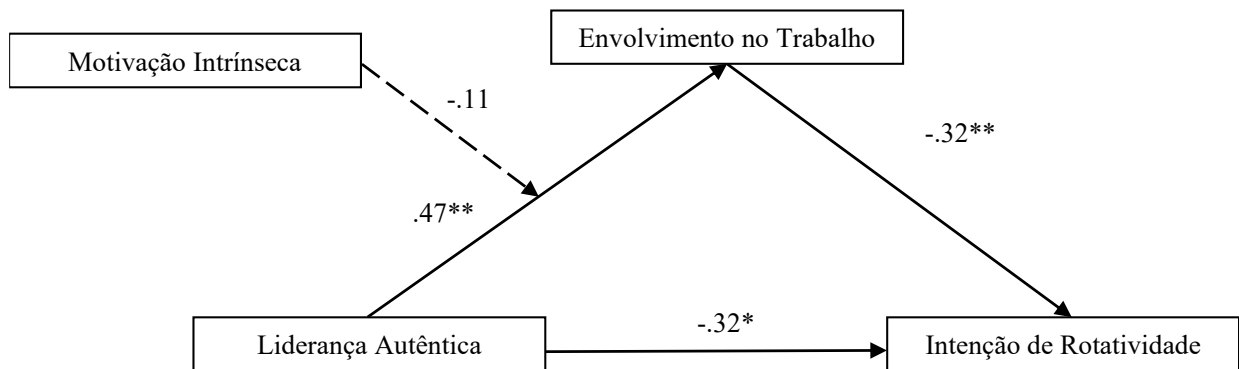 Envolvimento no Trabalho
Motivação Intrínseca
-.11
-.32**
.47**
-.32*
Liderança Autêntica
Intenção de Rotatividade